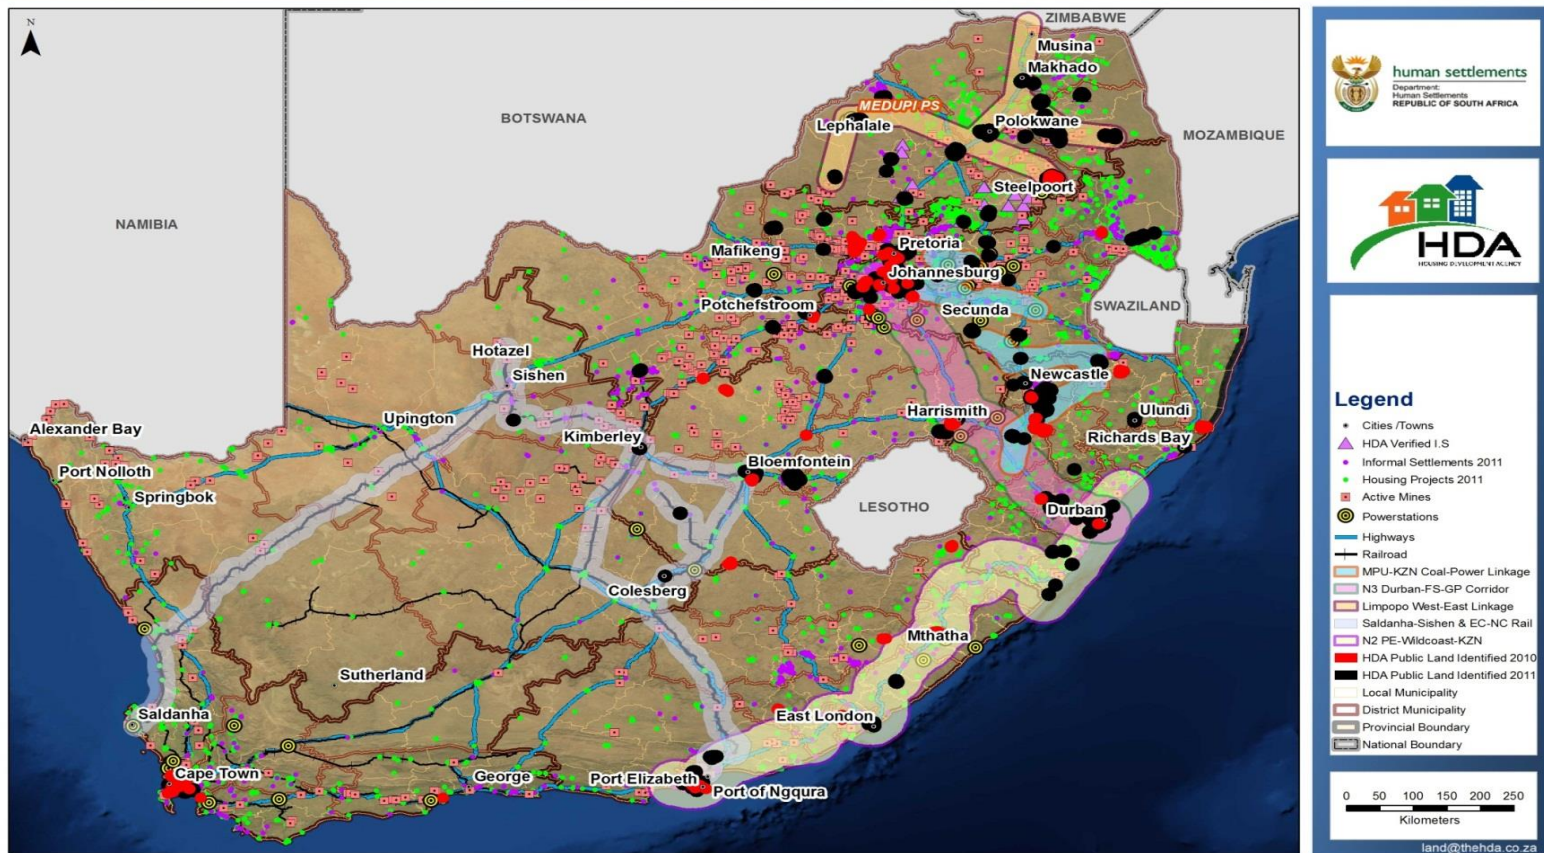 N
ZIMBABWE
Musina
Makhado
MEDUPI PS
BOTSWANA
Lephalale
Polokwane
MOZAMBIQUE
Steelpoort
NAMIBIA
Mafikeng
Pretoria
Johannesburg
Potchefstroom
Secunda
SWAZILAND
Hotazel
Sishen
Newcastle
Upington
Harrismith
Ulundi
Alexander Bay
Kimberley
Richards Bay
Port Nolloth
Bloemfontein
Springbok
LESOTHO
Durban
Colesberg
Mthatha
Sutherland
Saldanha
East London
Cape Town
George
Port Elizabeth
Port of Ngqura
human settlements
Department:
Human Settlements
REPUBLIC OF SOUTH AFRICA
HDA
HOUSING DEVELOPMENT AGENCY
Legend
Cities /Towns
HDA Verified I.S
Informal Settlements 2011
Housing Projects 2011
Active Mines
Powerstations
Highways
Railroad
MPU-KZN Coal-Power Linkage
N3 Durban-FS-GP Corridor
Limpopo West-East Linkage
Saldanha-Sishen & EC-NC Rail
N2 PE-Wildcoast-KZN
HDA Public Land Identified 2010
HDA Public Land Identified 2011
Local Municipality
District Municipality
Provincial Boundary
National Boundary
0 50 100 150 200 250
Kilometers
land@thehda.co.za